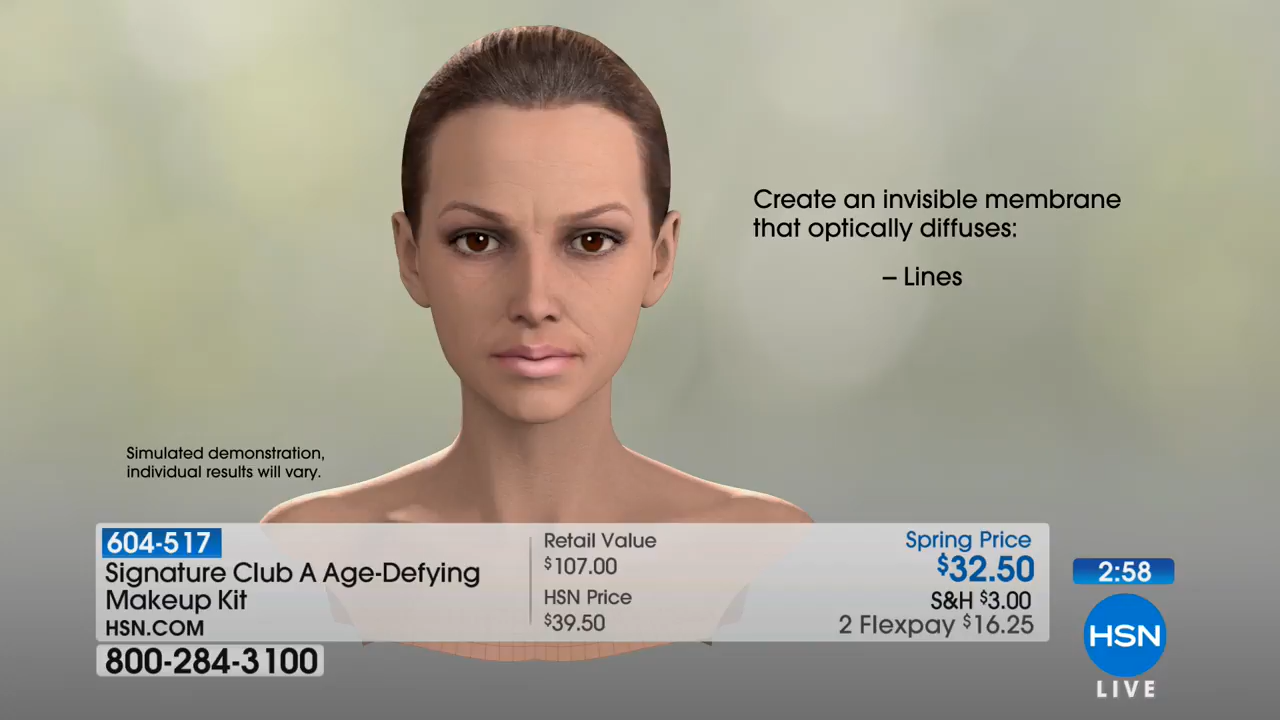 Create an invisible membrane
that optically diffuses:
– Lines
Simulated demonstration,
individual results will vary.
604-517
Signature Club A Age-Defying
Makeup Kit
HSN.COM
800-284-3100
Retail Value
$107.00
HSN Price
$39.50
Spring Price
$32.50
S&H $3.00
2 Flexpay $16.25
2:58
HSN
LIVE